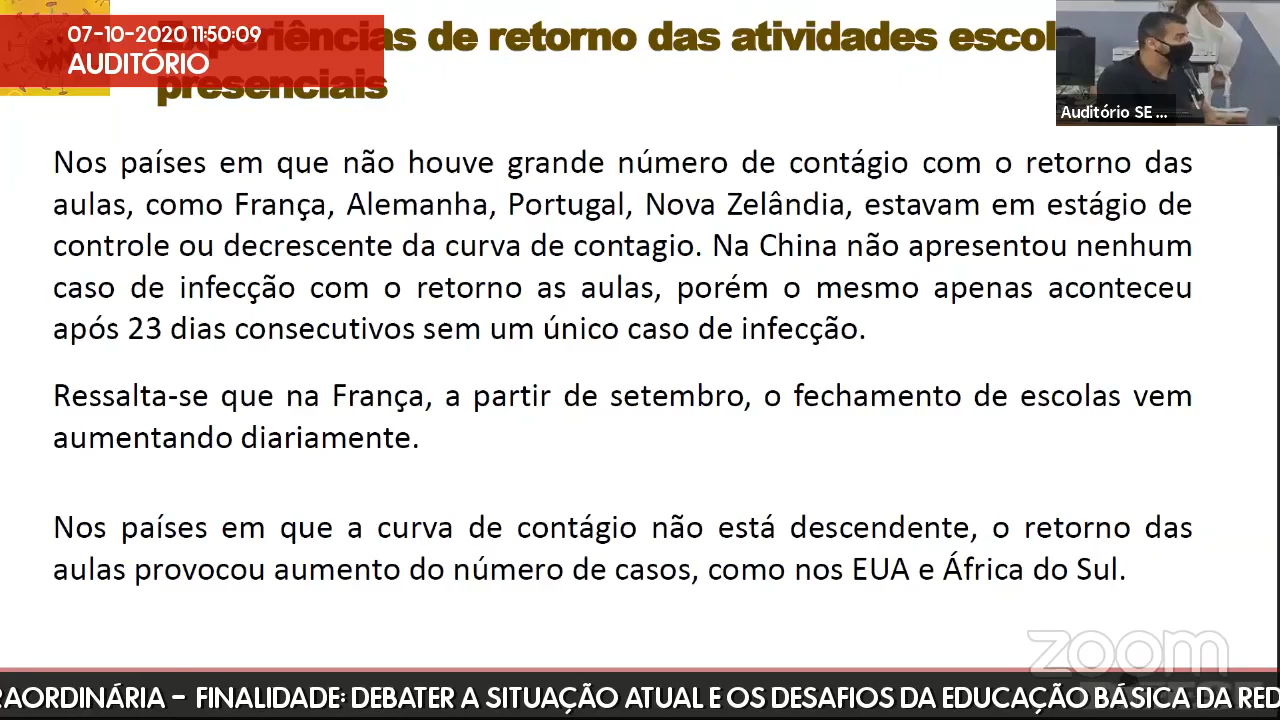 07-10-2020 11:50:09
AUDITÓRIO
Experiências de retorno das atividades escol
presenciais
Auditório SE ...
Nos países em que não houve grande número de contágio com o retorno das
aulas, como França, Alemanha, Portugal, Nova Zelândia, estavam em estágio de
controle ou decrescente da curva de contagio. Na China não apresentou nenhum
caso de infecção com o retorno as aulas, porém o mesmo apenas aconteceu
após 23 dias consecutivos sem um único caso de infecção.
Ressalta-se que na França, a partir de setembro, o fechamento de escolas vem
aumentando diariamente.
Nos países em que a curva de contágio não está descendente, o retorno das
aulas provocou aumento do número de casos, como nos EUA e África do Sul.
zoom
RAORDINÁRIA – FINALIDADE: DEBATER A SITUAÇÃO ATUAL E OS DESAFIOS DA EDUCAÇÃO BÁSICA DA RED